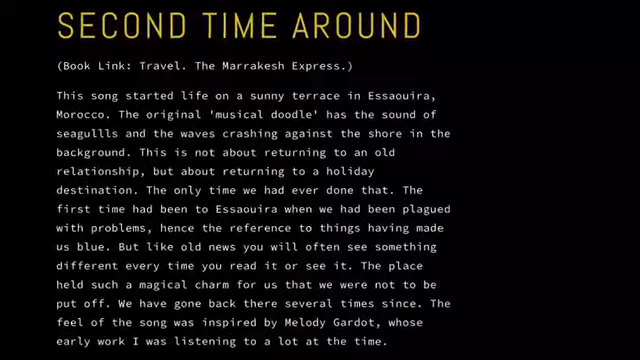 SECOND TIME AROUND
(Book Link: Travel. The Marrakesh Express.)
This song started life on a sunny terrace in Essaouira,
Morocco. The original 'musical doodle' has the sound of
seagullls and the waves crashing against the shore in the
background. This is not about returning to an old
relationship, but about returning to a holiday
destination. The only time we had ever done that. The
first time had been to Essaouira when we had been plagued
with problems, hence the reference to things having made
us blue. But like old news you will often see something
different every time you read it or see it. The place
held such a magical charm for us that we were not to be
put off. We have gone back there several times since. The
feel of the song was inspired by Melody Gardot, whose
early work I was listening to a lot at the time.